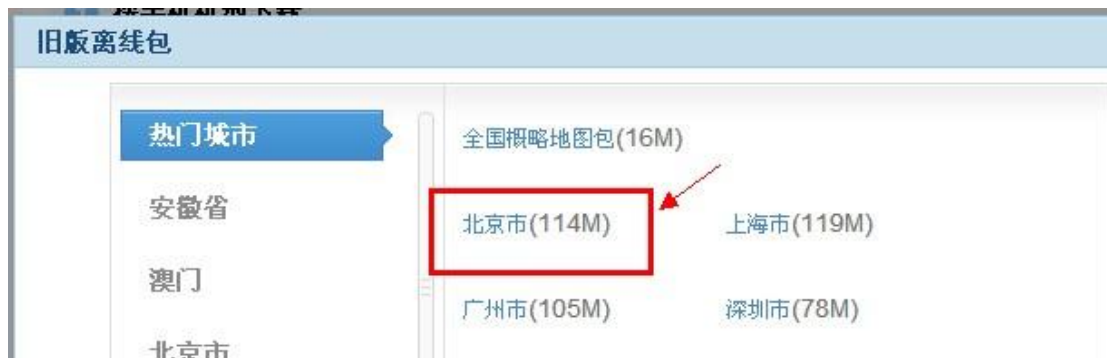 旧版离线包
热门城市
全国概略地图包(16M)
安徽省
北京市(114M) 上海市(119M)
澳门
广州市(105M) 深圳市(78M)
北京市